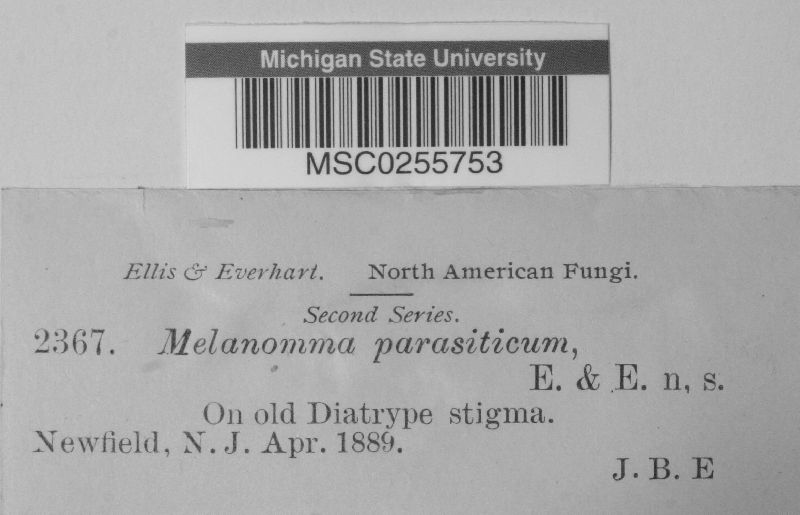 Michigan State University
MSC0255753
Ellis & Everhart. North American Fungi.
Second Series.
2367. Melanomma parasiticum,
E. & E. n, s.
On old Diatrype stigma.
Newfield, N. J. Apr. 1889.
J. B. E